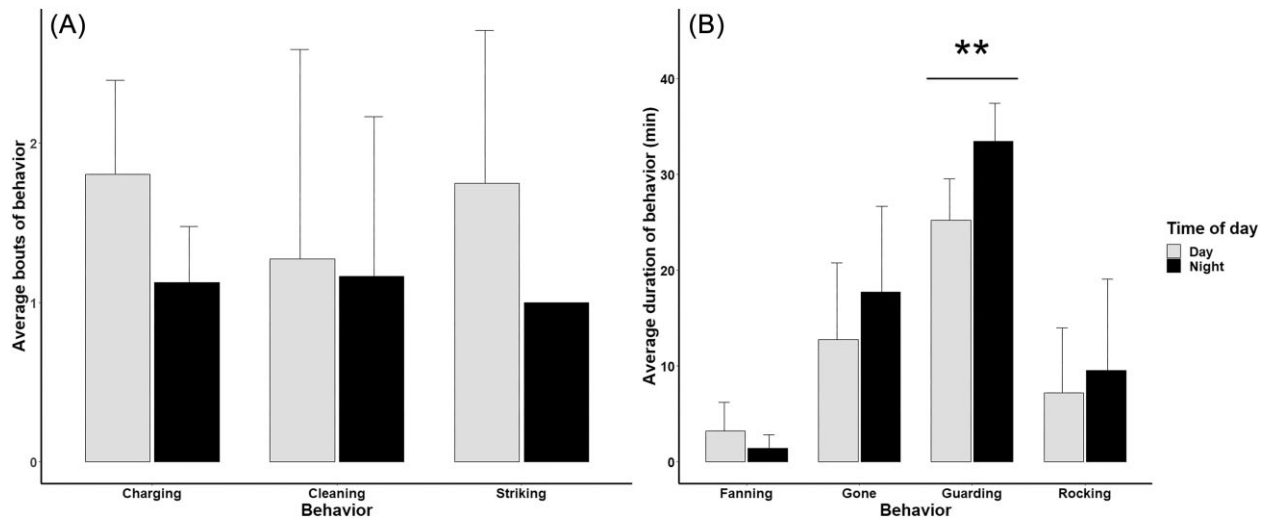 (A)
Average bouts of behavior
2
1
0
Charging Cleaning Striking
Behavior
(B)
**
Average duration of behavior (min)
40
30
20
10
0
Fanning Gone Guarding Rocking
Behavior
Time of day
Day
Night